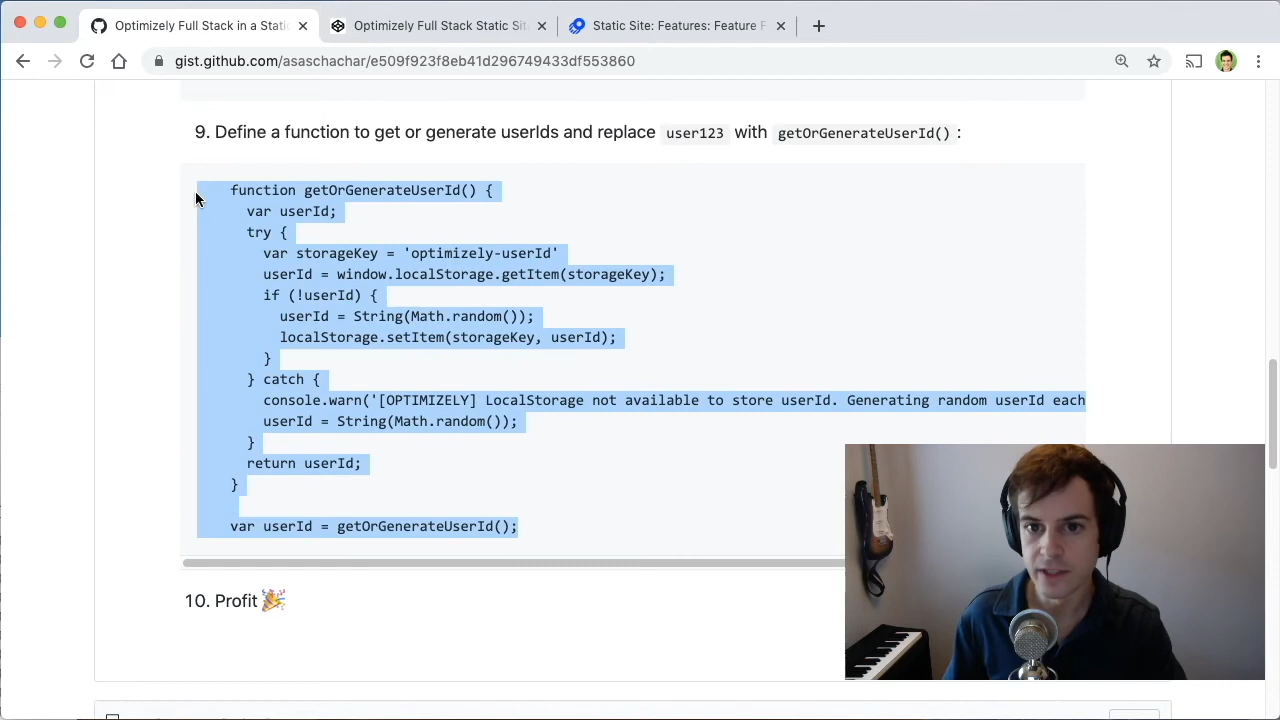 Optimizely Full Stack in a Stati
Optimizely Full Stack Static Sit
Static Site: Features: Feature F
gist.github.com/asaschachar/e509f923f8eb41d296749433df553860
9. Define a function to get or generate userIds and replace user123 with getOrGenerateUserId() :
function getOrGenerateUserId() {
var userId;
try {
var storageKey = 'optimizely-userId'
userId = window.localStorage.getItem(storageKey);
if (!userId) {
userId = String(Math.random());
localStorage.setItem(storageKey, userId);
}
} catch {
console.warn('[OPTIMIZELY] LocalStorage not available to store userId. Generating random userId each
userId = String(Math.random());
}
return userId;
}
var userId = getOrGenerateUserId();
10. Profit 🎉